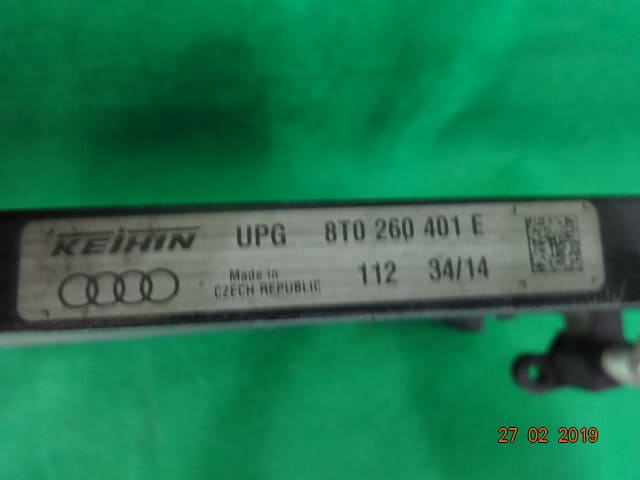 KEIHIN UPG 8T0 260 401 E
Made in
CZECH REPUBLIC
112 34/14
27 02 2019